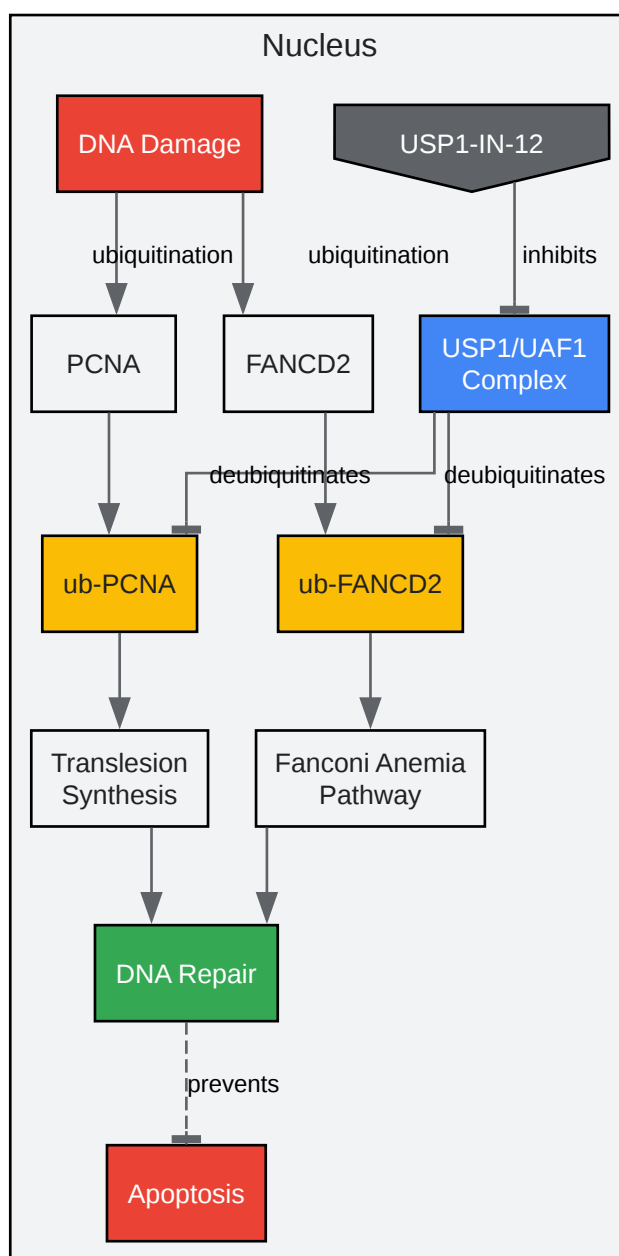 Nucleus
DNA Damage
USP1-IN-12
ubiquitination
ubiquitination
inhibits
PCNA
FANCD2
USP1/UAF1
Complex
deubiquitinates
deubiquitinates
ub-PCNA
ub-FANCD2
Translesion
Synthesis
Fanconi Anemia
Pathway
DNA Repair
prevents
Apoptosis